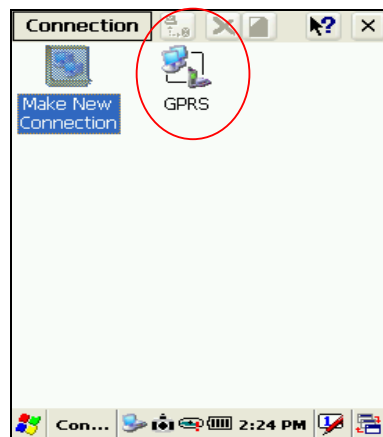 Connection ? ×
Make New
Connection
GPRS
Con... 2:24 PM